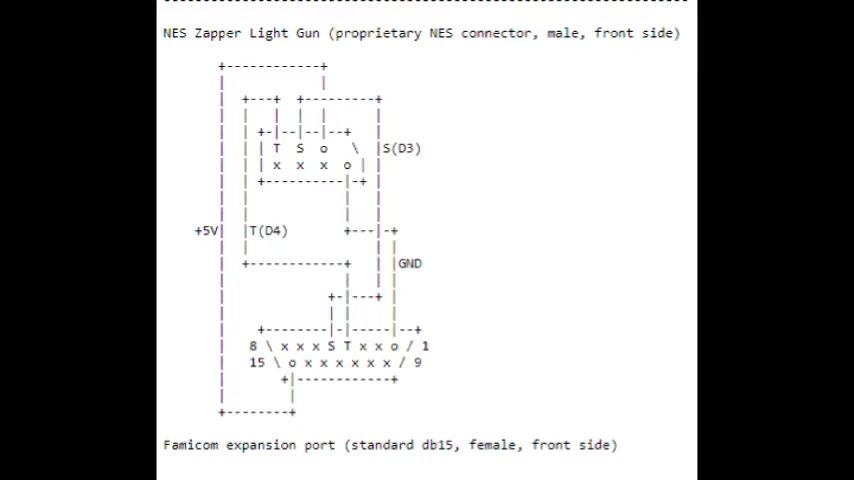 NES Zapper Light Gun (proprietary NES connector, male, front side)
T S o \ S(D3)
x x x o
+5V T(D4)
GND
8 \ x x x S T x x o / 1
15 \ o x x x x x x / 9
Famicom expansion port (standard db15, female, front side)